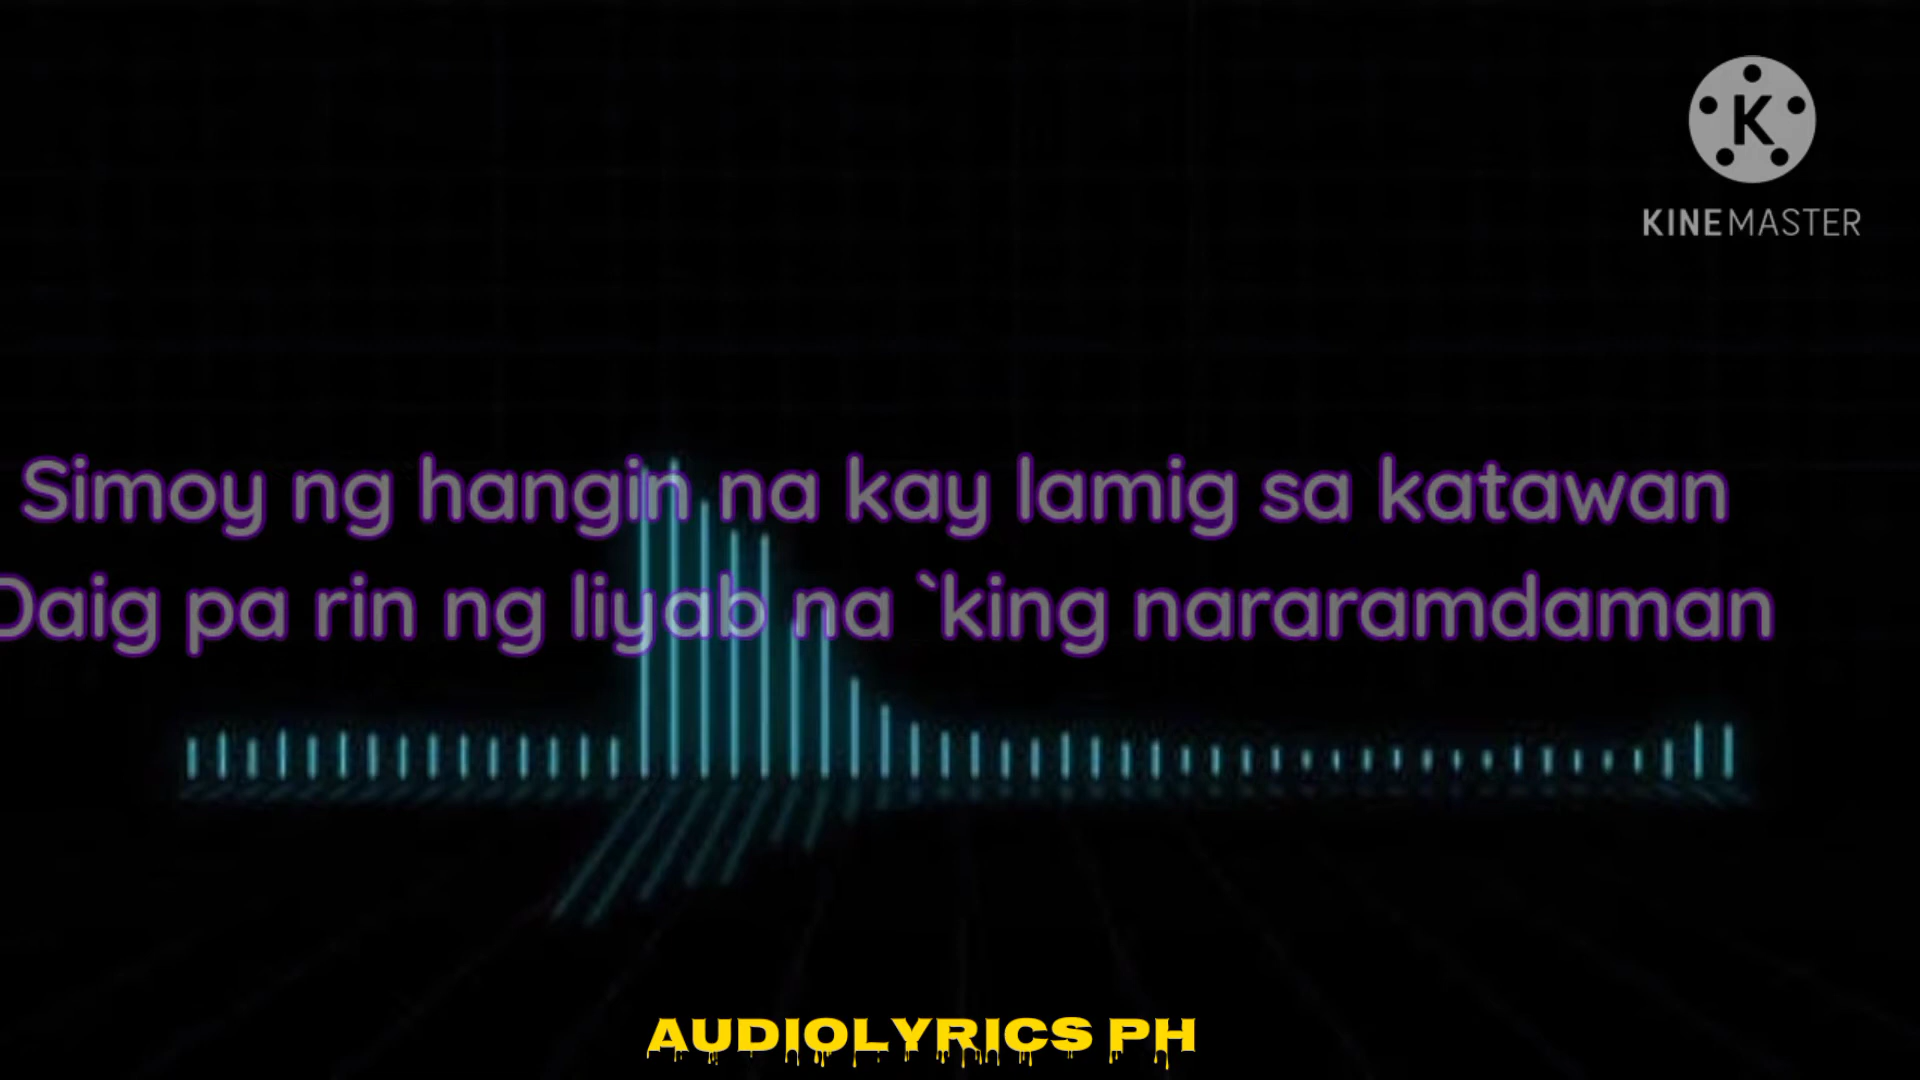 K
KINEMASTER
Simoy ng hangin na kay lamig sa katawan
Daig pa rin ng liyab na `king nararamdaman
AUDIOLYRICS PH